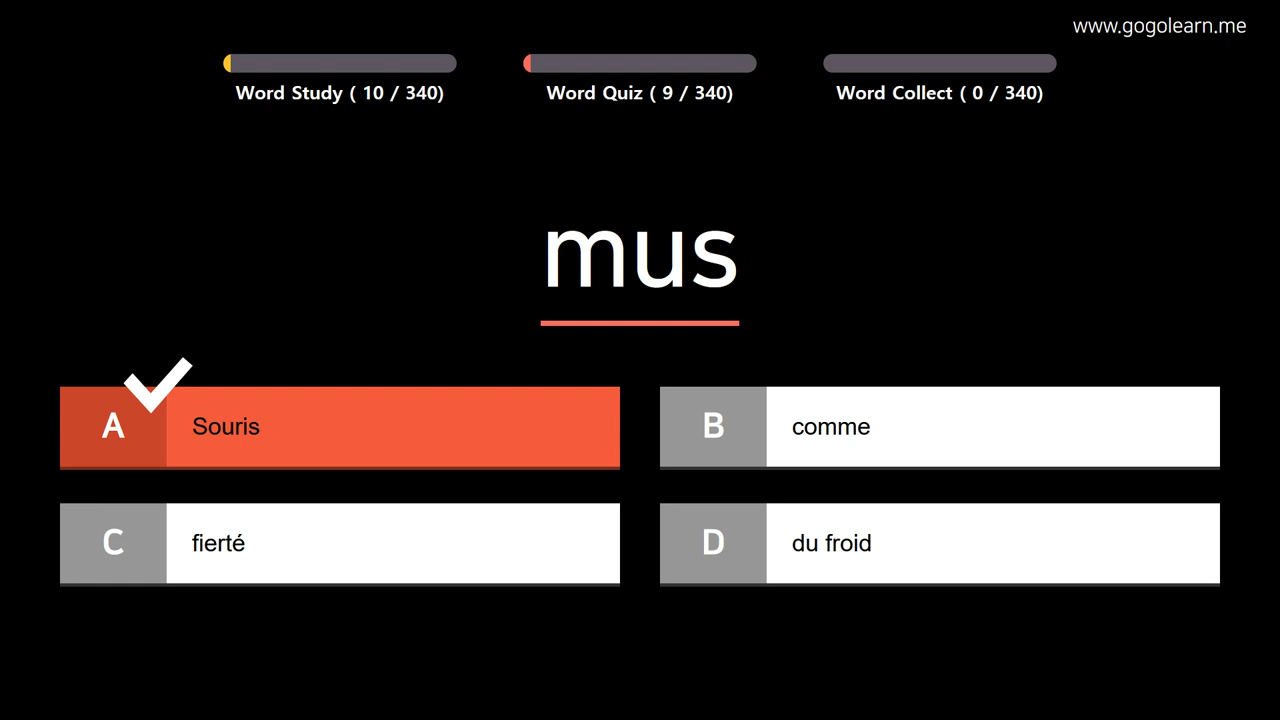 www.gogolearn.me
Word Study ( 10 / 340)
Word Quiz ( 9 / 340)
Word Collect ( 0 / 340)
mus
A Souris
B comme
C fierté
D du froid